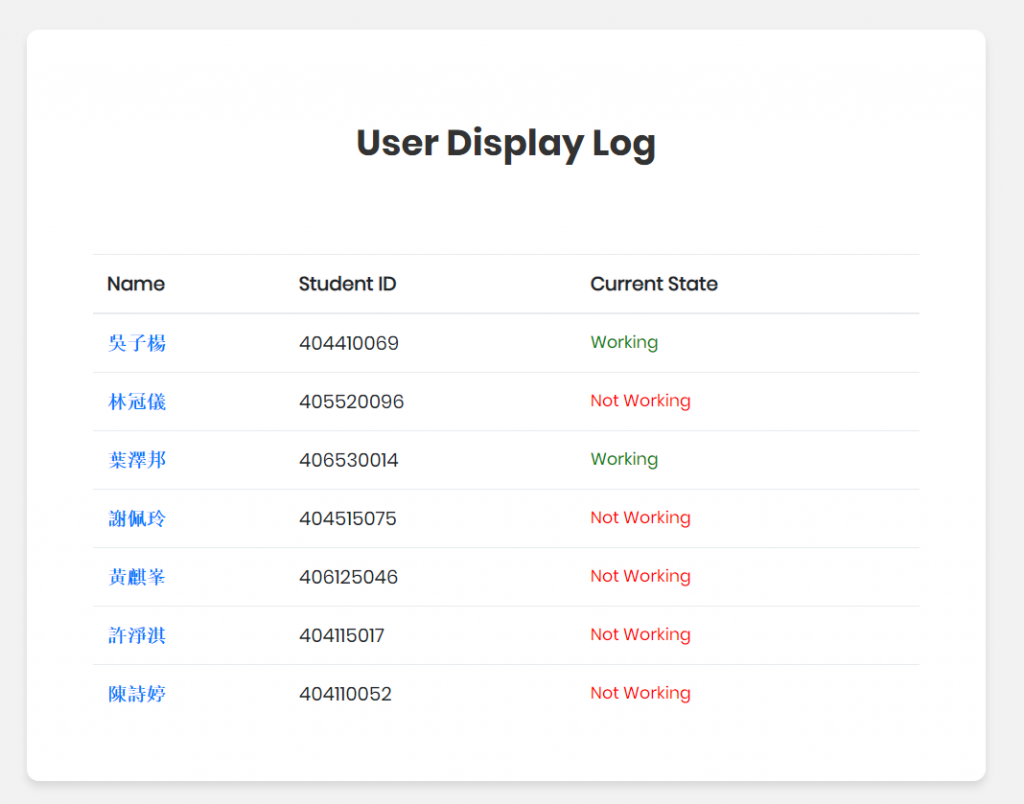 User Display Log
Name Student ID Current State
吳子楊 404410069 Working
林冠儀 405520096 Not Working
葉澤邦 406530014 Working
謝佩玲 404515075 Not Working
黃麒峯 406125046 Not Working
許淨淇 404115017 Not Working
陳詩婷 404110052 Not Working